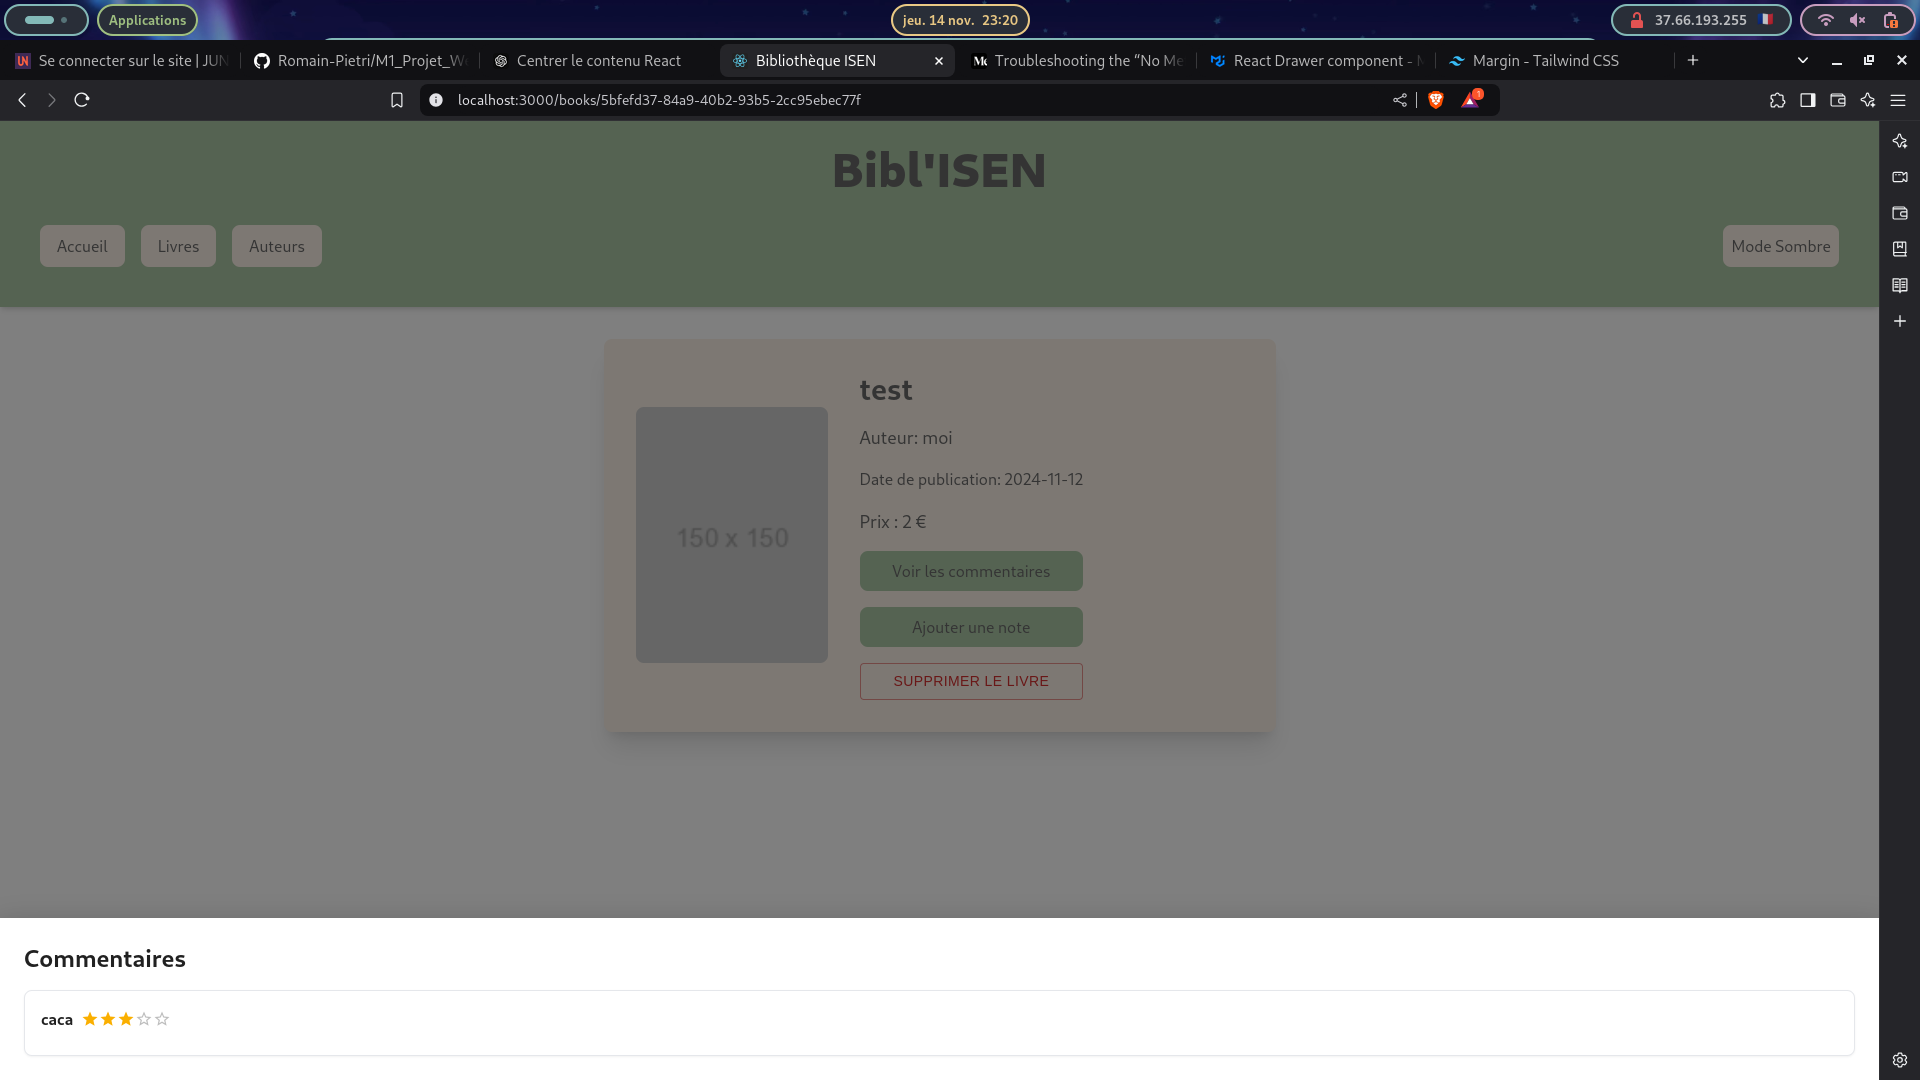 Applications
jeu. 14 nov. 23:20
37.66.193.255
Se connecter sur le site | JUN
Romain-Pietri/M1_Projet_We
Centrer le contenu React
Bibliothèque ISEN
Troubleshooting the “No Me
React Drawer component - M
Margin - Tailwind CSS
localhost:3000/books/5bfefd37-84a9-40b2-93b5-2cc95ebec77f
1
Bibl'ISEN
Accueil
Livres
Auteurs
Mode Sombre
150 x 150
test
Auteur: moi
Date de publication: 2024-11-12
Prix : 2 €
Voir les commentaires
Ajouter une note
SUPPRIMER LE LIVRE
Commentaires
caca